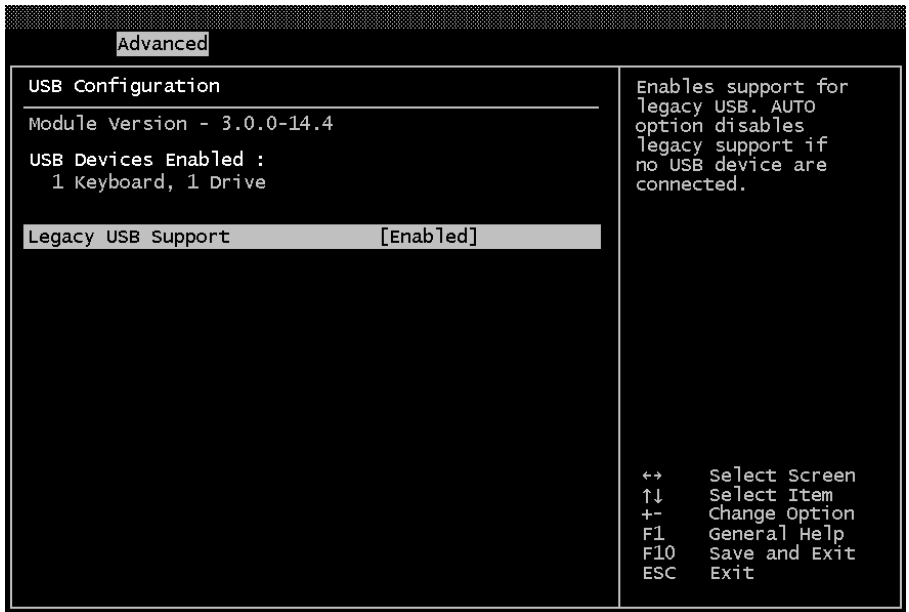 Advanced
USB Configuration
Module Version - 3.0.0-14.4
USB Devices Enabled :
1 Keyboard, 1 Drive
Legacy USB Support [Enabled]
Enables support for
legacy USB. AUTO
option disables
legacy support if
no USB device are
connected.
←→ Select Screen
↑↓ Select Item
+- Change Option
F1 General Help
F10 Save and Exit
ESC Exit